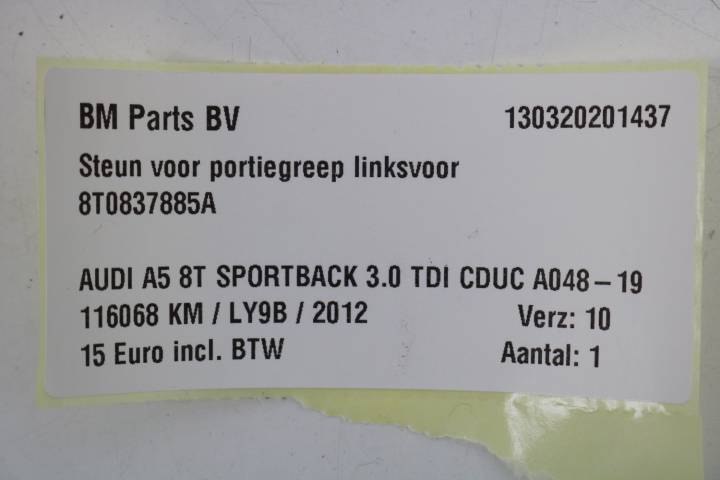 BM Parts BV 130320201437
Steun voor portiegreep linksvoor
8T0837885A
AUDI A5 8T SPORTBACK 3.0 TDI CDUC A048-19
116068 KM / LY9B / 2012 Verz: 10
15 Euro incl. BTW Aantal: 1